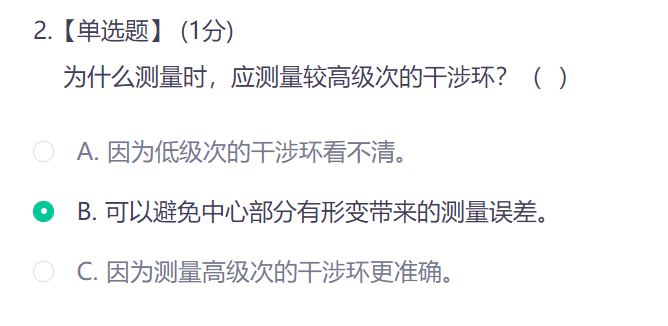 2.【单选题】 (1分)
为什么测量时，应测量较高级次的干涉环？（ ）
A. 因为低级次的干涉环看不清。
B. 可以避免中心部分有形变带来的测量误差。
C. 因为测量高级次的干涉环更准确。